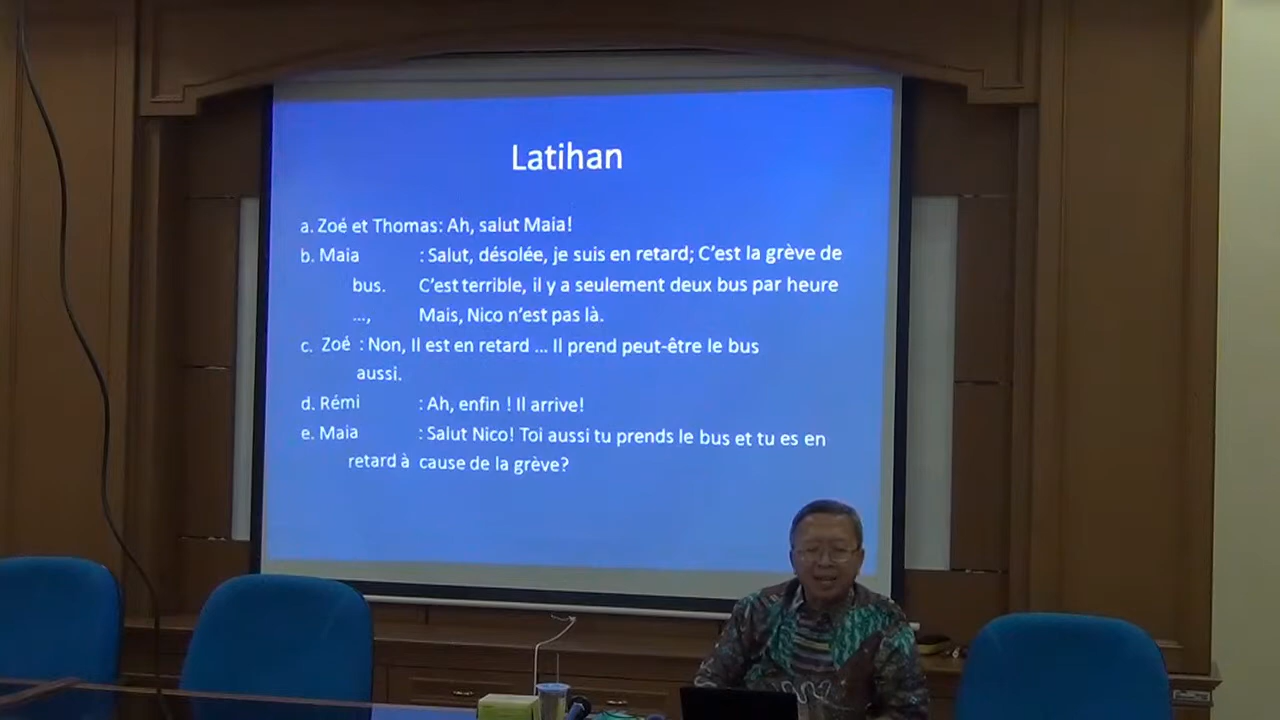 Latihan
a. Zoé et Thomas: Ah, salut Maia!
b. Maia : Salut, désolée, je suis en retard; C'est la grève de
bus. C'est terrible, il y a seulement deux bus par heure
..., Mais, Nico n'est pas là.
c. Zoé : Non, Il est en retard ... Il prend peut-être le bus
aussi.
d. Rémi : Ah, enfin ! Il arrive!
e. Maia : Salut Nico! Toi aussi tu prends le bus et tu es en
retard à cause de la grève?